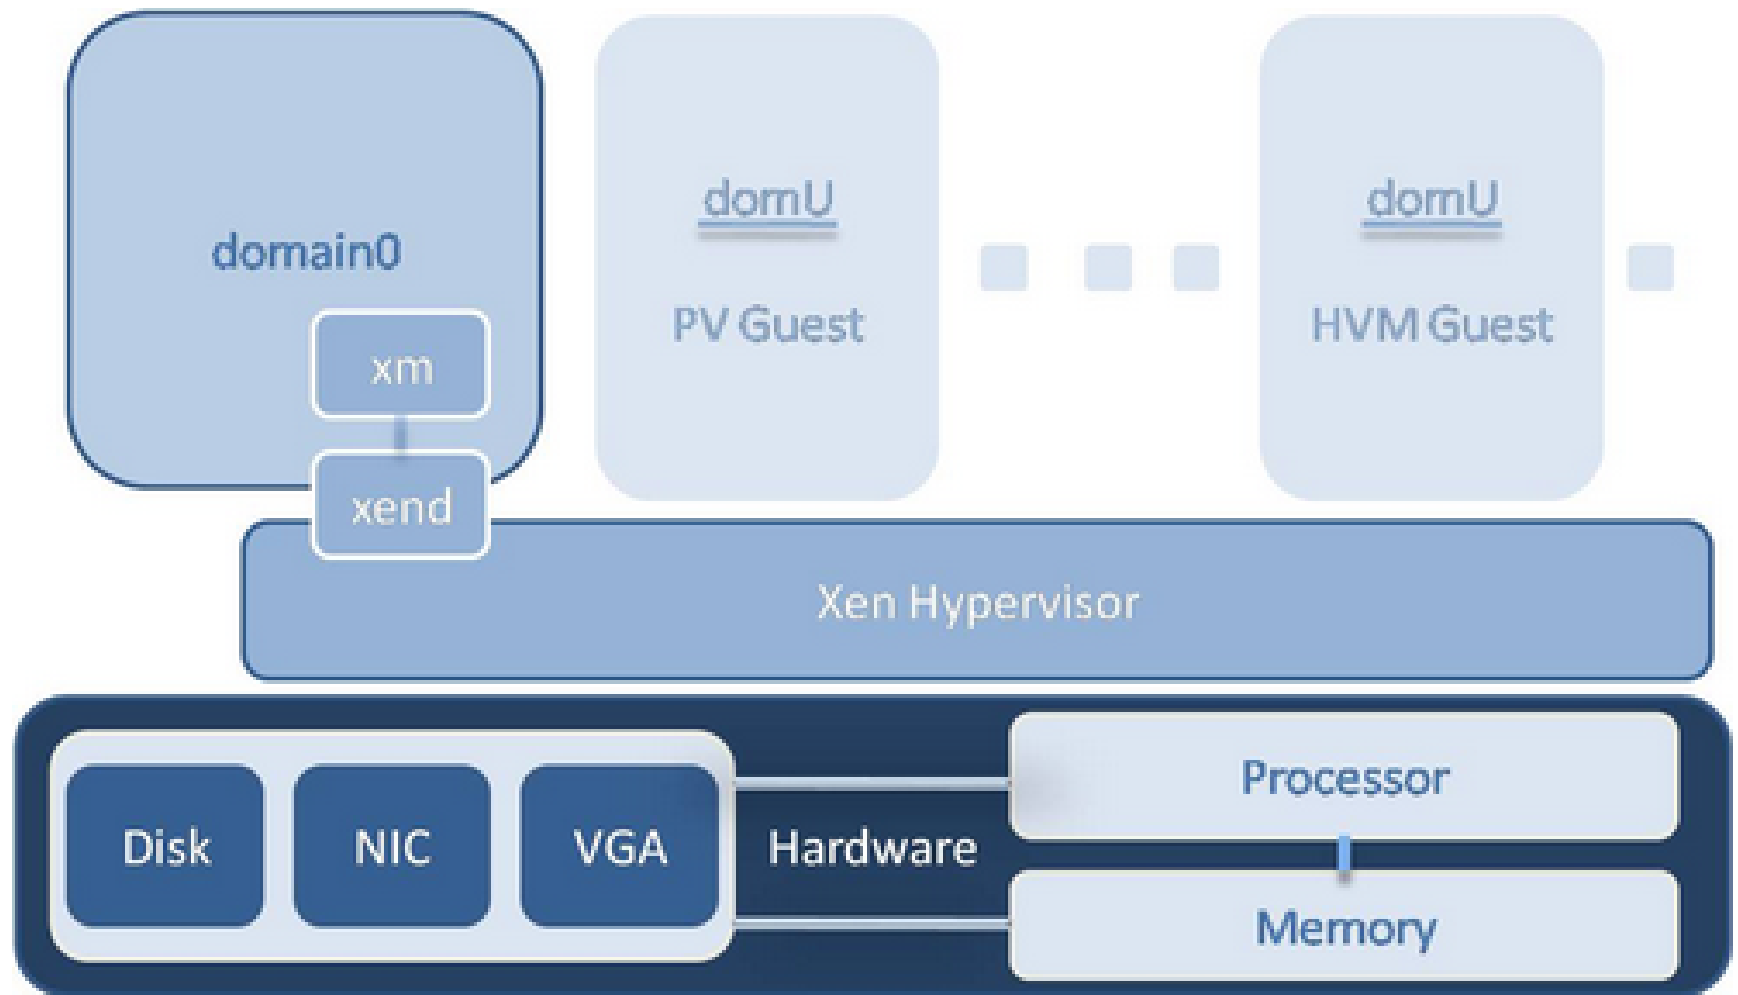 domain0
xm
xend
domU
PV Guest
domU
HVM Guest
Xen Hypervisor
Disk
NIC
VGA
Hardware
Processor
Memory